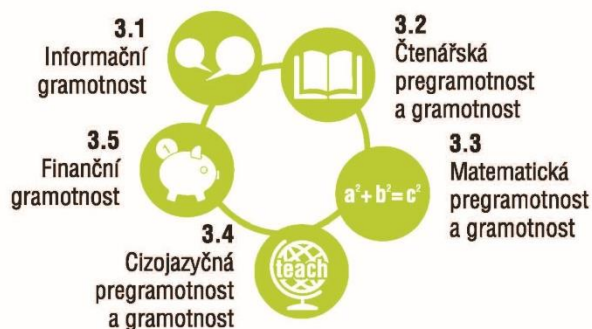 3.1
Informační
gramotnost
3.2
Čtenářská
pregramotnost
a gramotnost
3.3
Matematická
pregramotnost
a gramotnost
a²+b²=c²
3.4
Cizojazyčná
pregramotnost
a gramotnost
teach
3.5
Finanční
gramotnost
1